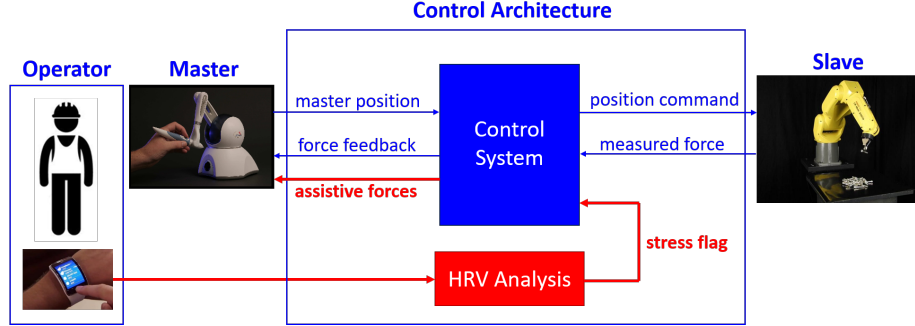 Control Architecture
Operator
Master
Slave
master position
position command
force feedback
Control
System
measured force
assistive forces
stress flag
HRV Analysis